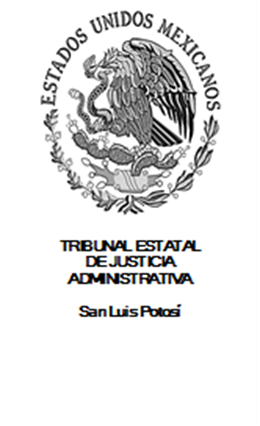 ESTADOS UNIDOS MEXICANOS
TRIBUNAL ESTATAL
DE JUSTICIA
ADMINISTRATIVA
San Luis Potosí